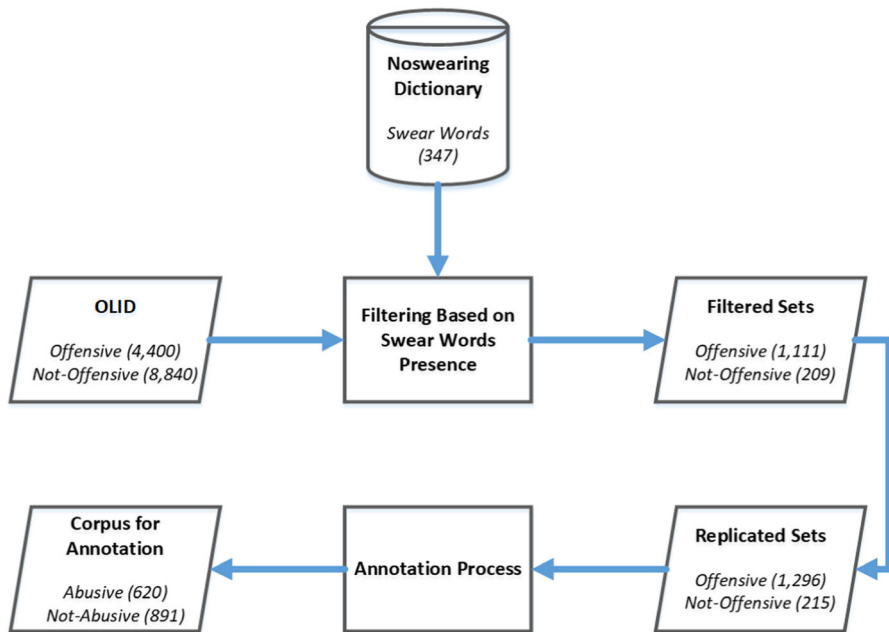 Noswearing
Dictionary
Swear Words
(347)
OLID
Offensive (4,400)
Not-Offensive (8,840)
Filtering Based on
Swear Words
Presence
Filtered Sets
Offensive (1,111)
Not-Offensive (209)
Corpus for
Annotation
Abusive (620)
Not-Abusive (891)
Annotation Process
Replicated Sets
Offensive (1,296)
Not-Offensive (215)